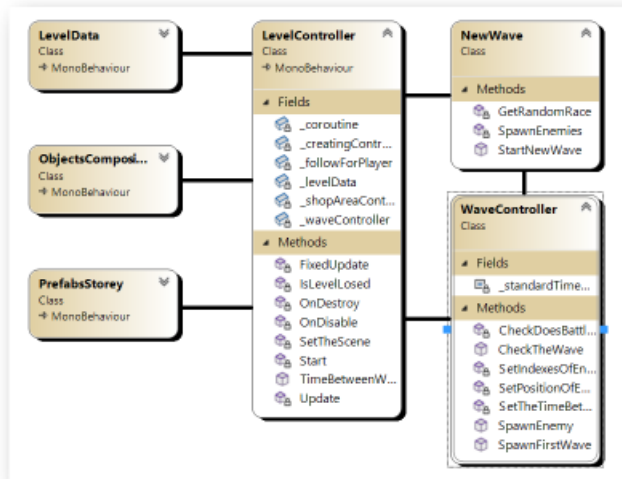 LevelData
Class
→ MonoBehaviour
ObjectsComposi...
Class
→ MonoBehaviour
PrefabsStorey
Class
→ MonoBehaviour
LevelController
Class
→ MonoBehaviour
Fields
_coroutine
_creatingContr...
_followForPlayer
_levelData
_shopAreaCont...
_waveController
Methods
FixedUpdate
IsLevelLosed
OnDestroy
OnDisable
SetTheScene
Start
TimeBetweenW...
Update
NewWave
Class
Methods
GetRandomRace
SpawnEnemies
StartNewWave
WaveController
Class
Fields
_standardTime...
Methods
CheckDoesBattl...
CheckTheWave
SetIndexesOfEn...
SetPositionOfE...
SetTheTimeBet...
SpawnEnemy
SpawnFirstWave